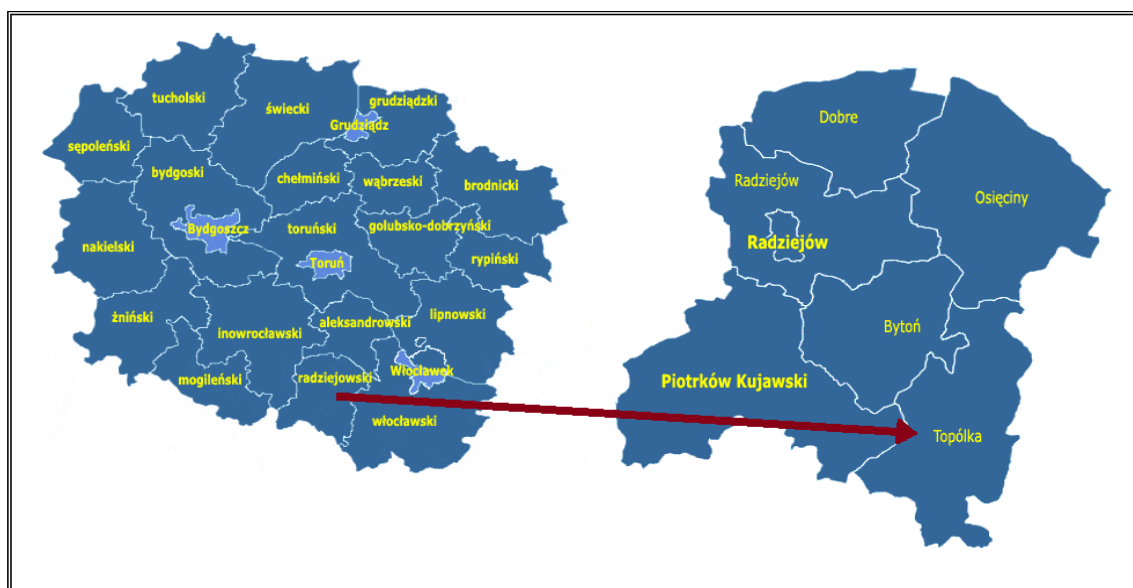 tucholski
świecki
grudziądzki
Grudziądz
sępoleński
bydgoski
chełmiński
wąbrzeski
brodnicki
Bydgoszcz
toruński
golubsko-dobrzyński
nakielski
Toruń
rypiński
żniński
inowrocławski
aleksandrowski
lipnowski
mogileński
radziejowski
Włocławek
włocławski
Dobre
Radziejów
Osięciny
Radziejów
Bytoń
Piotrków Kujawski
Topólka